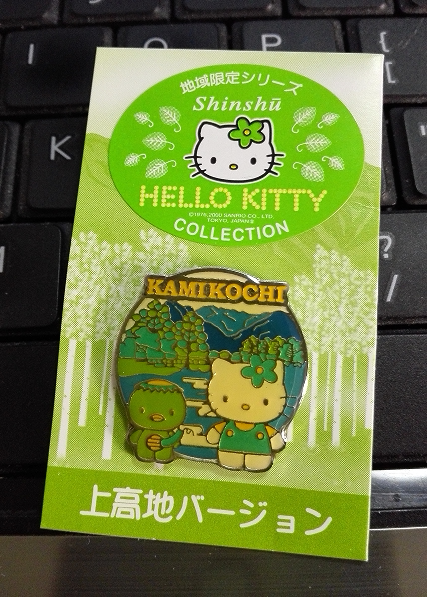 I O P {
[
K
? /
地域限定シリーズ
Shinshū
HELLO KITTY
©1976, 2000 SANRIO CO., LTD.
TOKYO, JAPAN
COLLECTION
KAMIKOCHI
上高地バージョン